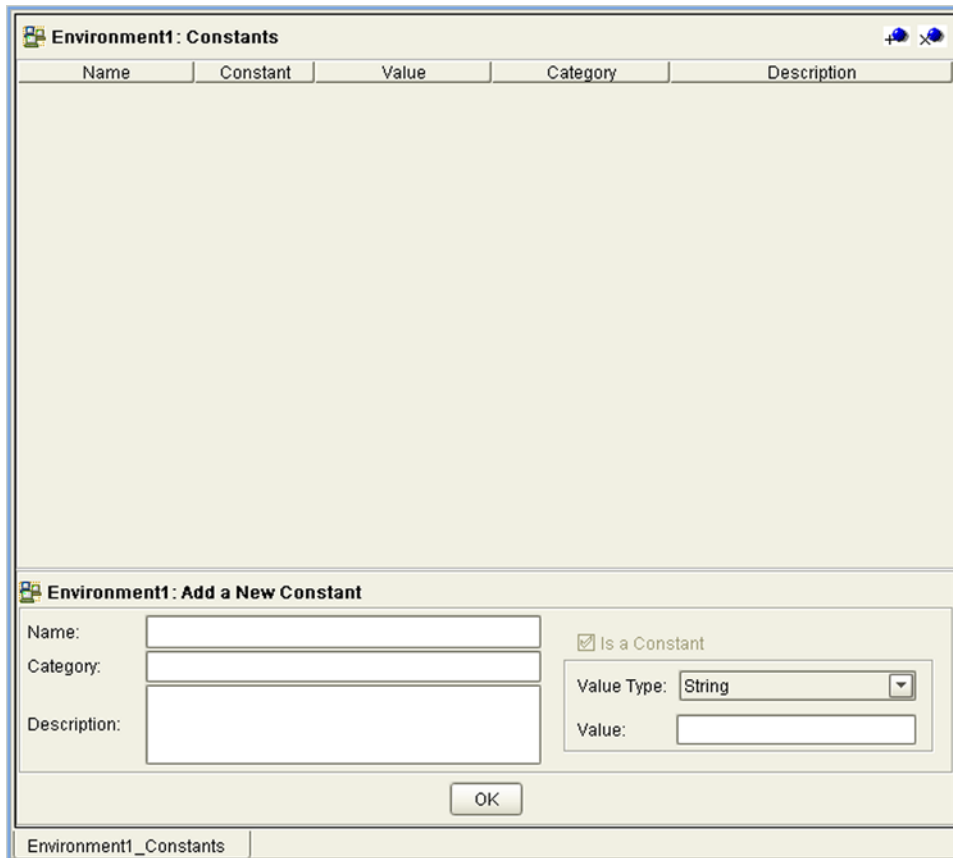 Environment1: Constants
Name Constant Value Category Description
Environment1: Add a New Constant
Name:
Is a Constant
Category:
Value Type: String
Description:
Value:
OK
Environment1_Constants